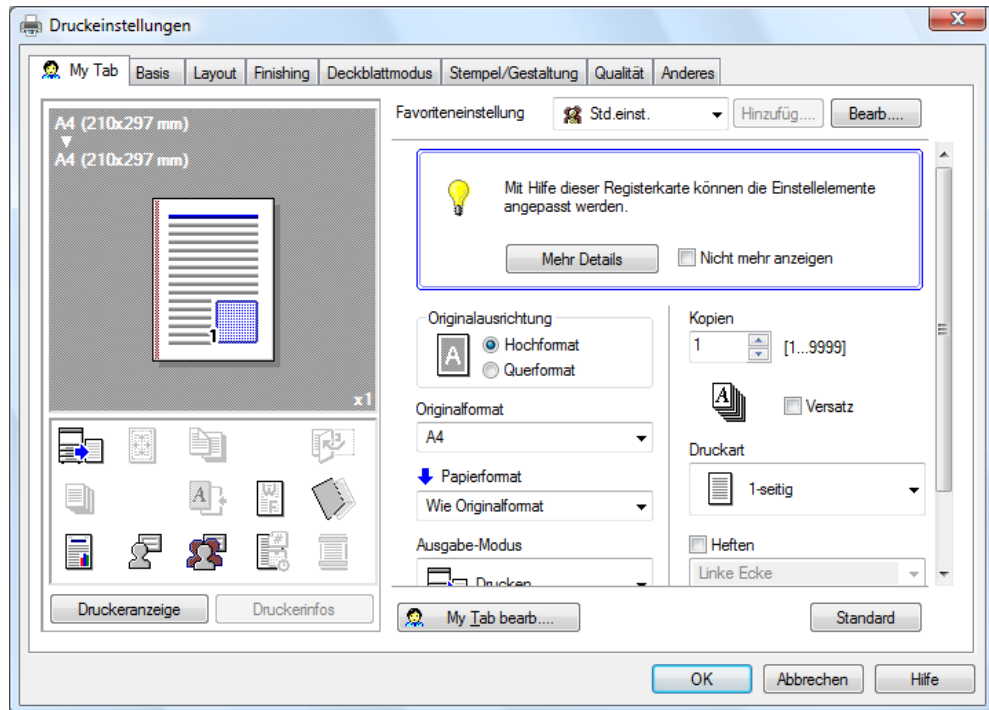 Druckeinstellungen
My Tab Basis Layout Finishing Deckblattmodus Stempel/Gestaltung Qualität Anderes
A4 (210x297 mm)
A4 (210x297 mm)
1
x1
Druckeranzeige Druckerinfos
Favoriteneinstellung Std.einst. Hinzufüg.... Bearb....
Mit Hilfe dieser Registerkarte können die Einstellelemente
angepasst werden.
Mehr Details Nicht mehr anzeigen
Originalausrichtung
A Hochformat
Querformat
Originalformat
A4
Papierformat
Wie Originalformat
Ausgabe-Modus
Drucken
Kopien
1 [1...9999]
A Versatz
Druckart
1-seitig
Heften
Linke Ecke
My Tab bearb.... Standard
OK Abbrechen Hilfe